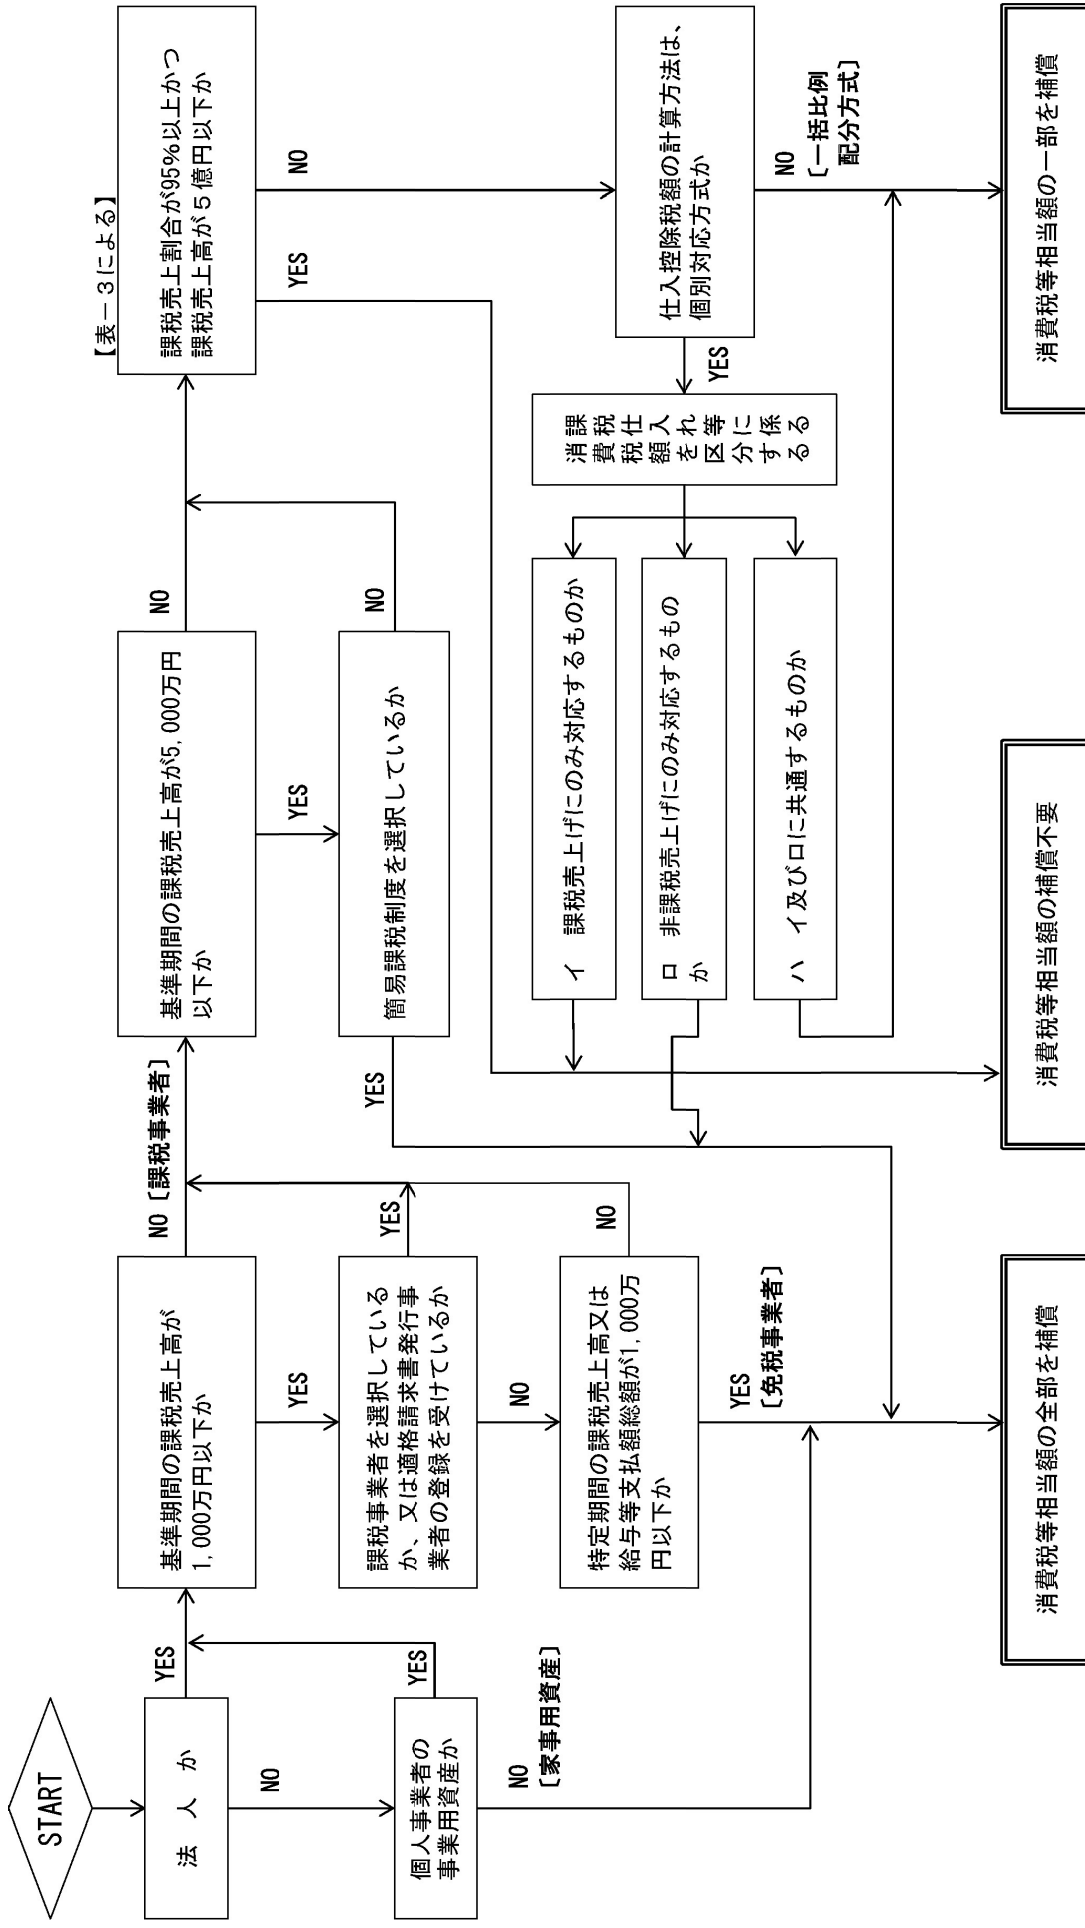 START
法　人　か
YES
NO
個人事業者の
事業用資産か
YES
NO
［家事用資産］
基準期間の課税売上高が
1,000万円以下か
NO［課税事業者］
YES
課税事業者を選択している
か、又は適格請求書発行事
業者の登録を受けているか
YES
NO
特定期間の課税売上高又は
給与等支払額総額が1,000万
円以下か
NO
YES
［免税事業者］
基準期間の課税売上高が5,000万円
以下か
NO
YES
簡易課税制度を選択しているか
NO
YES
【表－３による】
課税売上割合が95％以上かつ
課税売上高が５億円以下か
NO
YES
仕入控除税額の計算方法は、
個別対応方式か
YES
NO
［一括比例
配分方式］
課税仕入れ等に係る
消費税額を区分する
イ　課税売上げにのみ対応するものか
ロ　非課税売上げにのみ対応するもの
か
ハ　イ及びロに共通するものか
消費税等相当額の全部を補償
消費税等相当額の補償不要
消費税等相当額の一部を補償